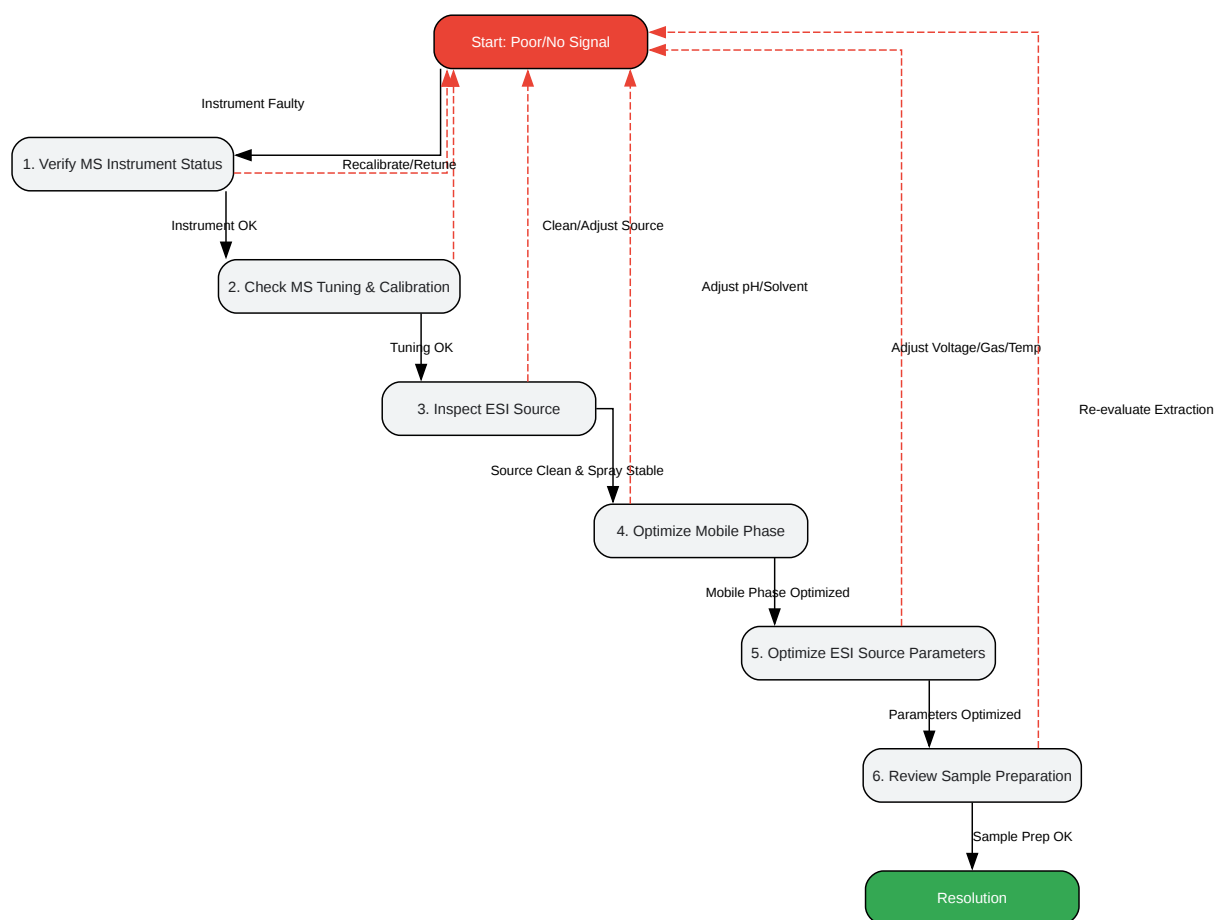 Start: Poor/No Signal
Instrument Faulty
1. Verify MS Instrument Status
Recalibrate/Retune
Instrument OK
Clean/Adjust Source
2. Check MS Tuning & Calibration
Adjust pH/Solvent
Tuning OK
Adjust Voltage/Gas/Temp
3. Inspect ESI Source
Re-evaluate Extraction
Source Clean & Spray Stable
4. Optimize Mobile Phase
Mobile Phase Optimized
5. Optimize ESI Source Parameters
Parameters Optimized
6. Review Sample Preparation
Sample Prep OK
Resolution